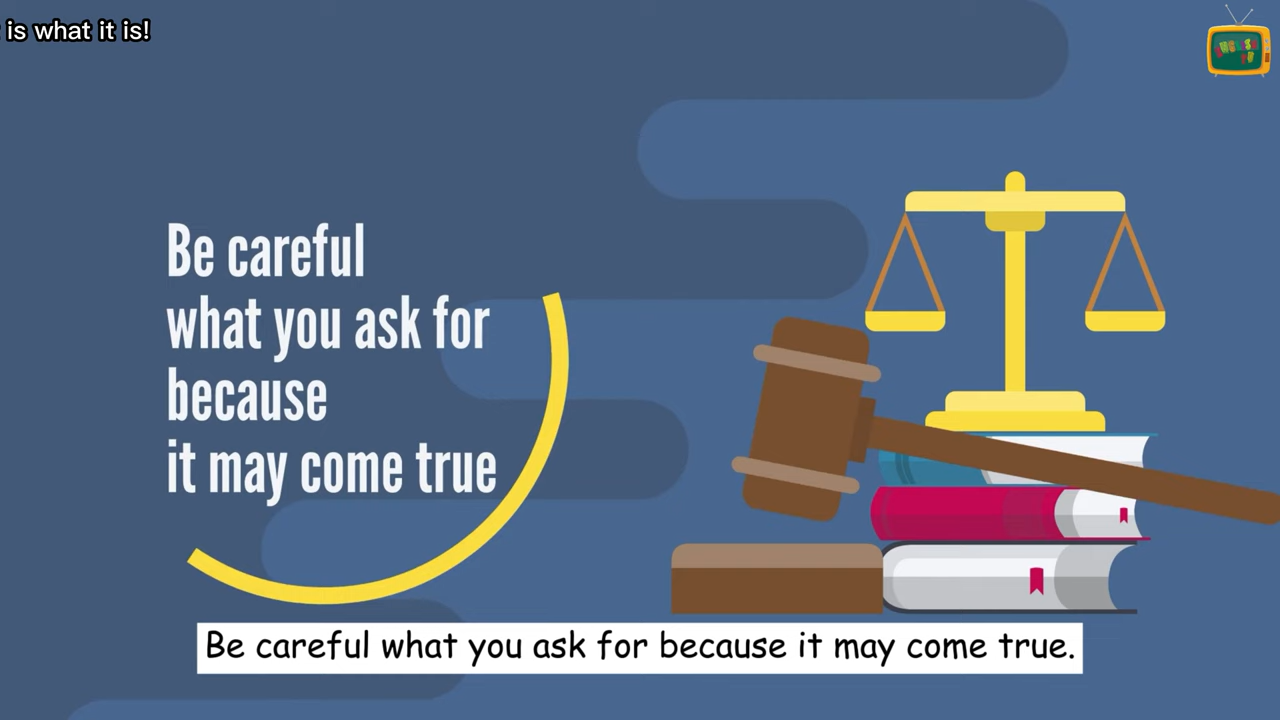 is what it is!
Be careful
what you ask for
because
it may come true
Be careful what you ask for because it may come true.